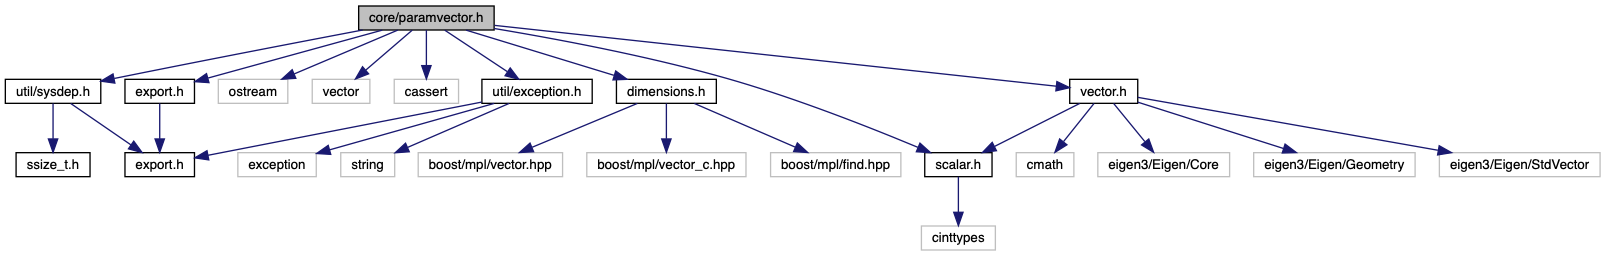 core/paramvector.h
util/sysdep.h
export.h
ostream
vector
cassert
util/exception.h
dimensions.h
vector.h
ssize_t.h
export.h
exception
string
boost/mpl/vector.hpp
boost/mpl/vector_c.hpp
boost/mpl/find.hpp
scalar.h
cmath
eigen3/Eigen/Core
eigen3/Eigen/Geometry
eigen3/Eigen/StdVector
cinttypes